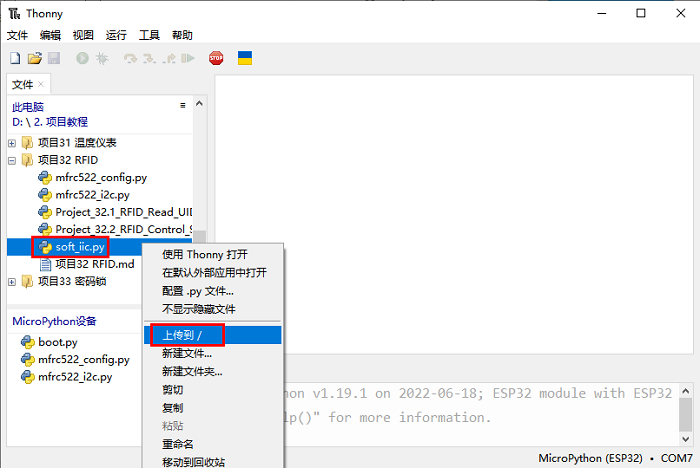 Thonny
文件 编辑 视图 运行 工具 帮助
STOP
文件 ×
此电脑 ≡
D: \ 2. 项目教程
项目31 温度仪表
项目32 RFID
mfrc522_config.py
mfrc522_i2c.py
Project_32.1_RFID_Read_UID
Project_32.2_RFID_Control_
soft_iic.py
项目32 RFID.md
项目33 密码锁
使用 Thonny 打开
在默认外部应用中打开
配置 .py 文件...
不显示隐藏文件
上传到 /
新建文件...
新建文件夹...
剪切
复制
粘贴
重命名
移动到回收站
MicroPython设备
boot.py
mfrc522_config.py
mfrc522_i2c.py
on v1.19.1 on 2022-06-18; ESP32 module with ESP32
lp()" for more information.
MicroPython (ESP32) • COM7